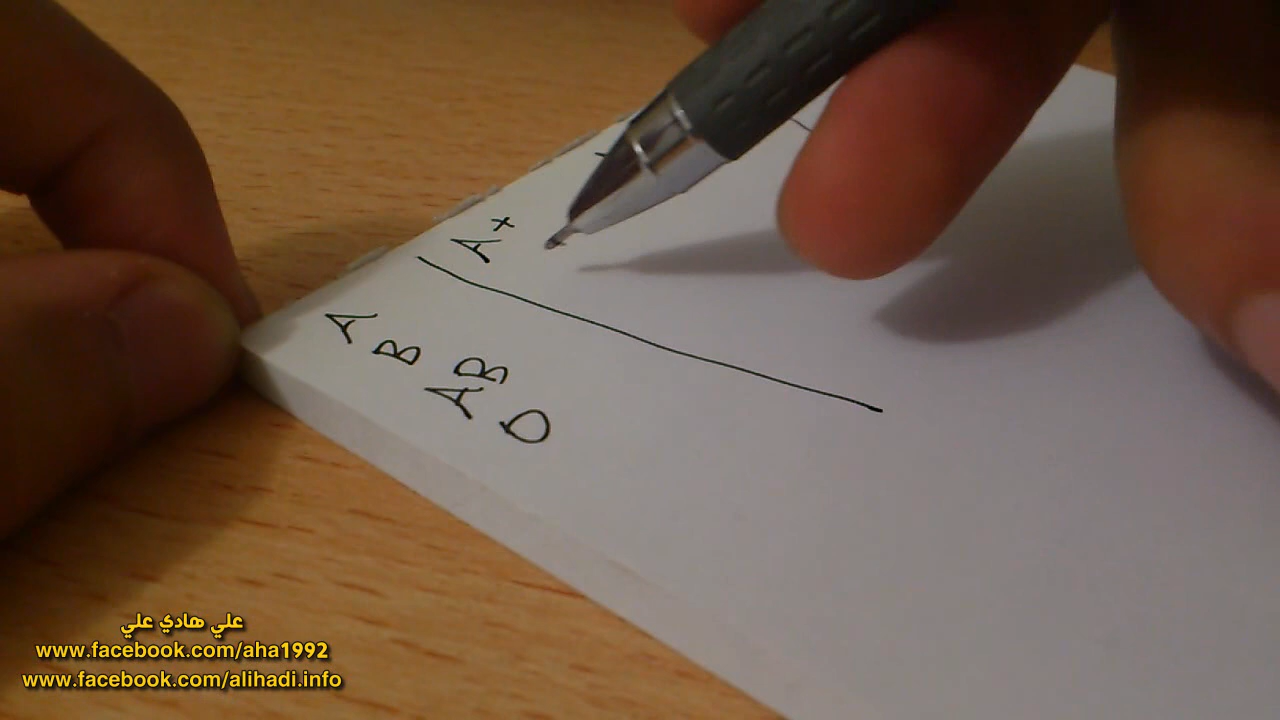 A+
A
B
AB
O
علي هادي علي
www.facebook.com/aha1992
www.facebook.com/alihadi.info